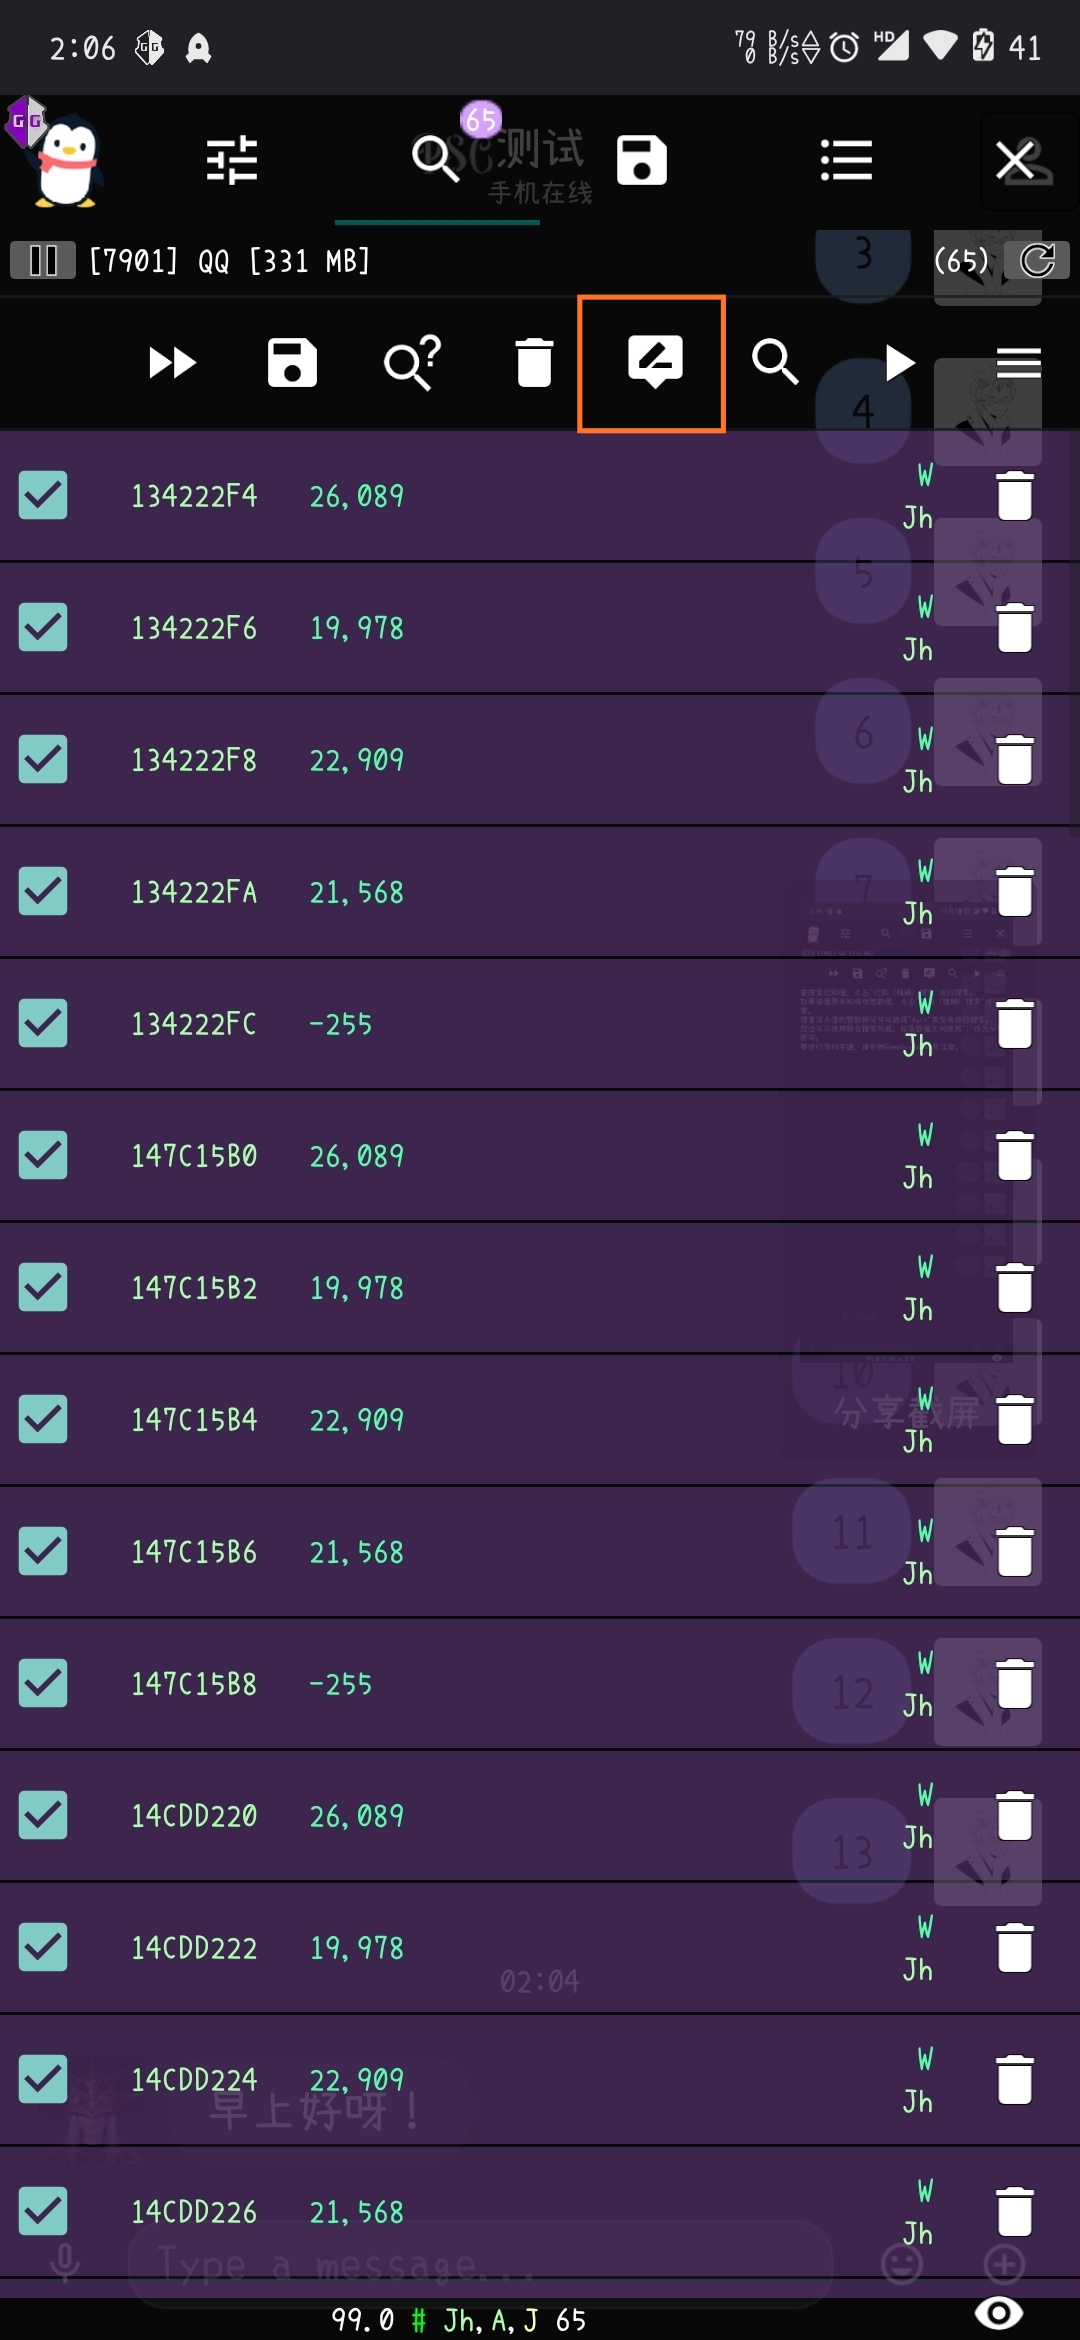 2:06
79 B/s
0 B/s
HD
41
65
PSC测试
手机在线
[7901] QQ [331 MB]
(65)
3
4
134222F4 26,089 W
Jh
5
134222F6 19,978 W
Jh
6
134222F8 22,909 W
Jh
7
134222FA 21,568 W
Jh
134222FC -255 W
Jh
147C15B0 26,089 W
Jh
147C15B2 19,978 W
Jh
10
147C15B4 22,909 W
Jh
分享截屏
11
147C15B6 21,568 W
Jh
12
147C15B8 -255 W
Jh
14CDD220 26,089 W
Jh
13
14CDD222 19,978 W
Jh
02:04
14CDD224 22,909 W
Jh
早上好呀！
14CDD226 21,568 W
Jh
Type a message...
99.0 # Jh,A,J 65